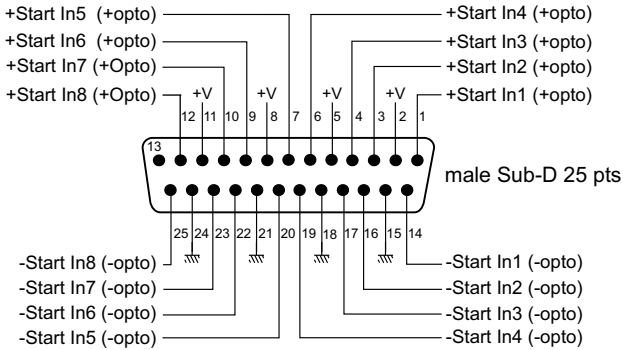 +Start In5 (+opto)
+Start In6 (+opto)
+Start In7 (+Opto)
+Start In8 (+Opto)
+Start In4 (+opto)
+Start In3 (+opto)
+Start In2 (+opto)
+Start In1 (+opto)
+V +V +V +V
12 11 10 9 8 7 6 5 4 3 2 1
13
male Sub-D 25 pts
25 24 23 22 21 20 19 18 17 16 15 14
-Start In8 (-opto)
-Start In7 (-opto)
-Start In6 (-opto)
-Start In5 (-opto)
-Start In1 (-opto)
-Start In2 (-opto)
-Start In3 (-opto)
-Start In4 (-opto)